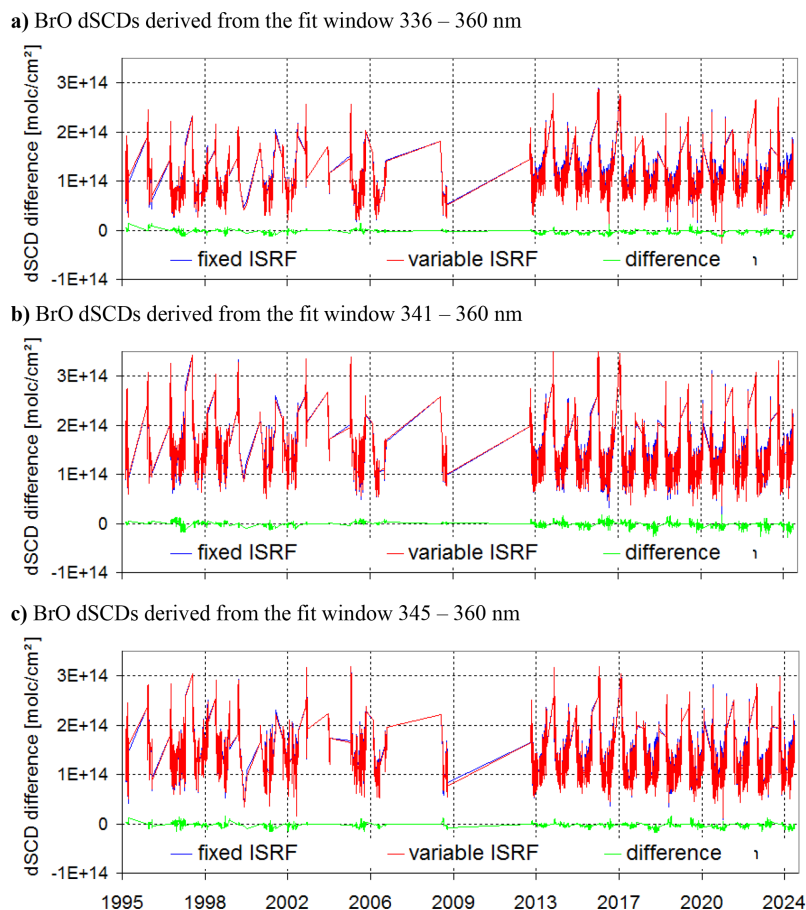 a) BrO dSCDs derived from the fit window 336 – 360 nm
dSCD difference [molc/cm²]
3E+14
2E+14
1E+14
0
-1E+14
fixed ISRF variable ISRF difference
b) BrO dSCDs derived from the fit window 341 – 360 nm
dSCD difference [molc/cm²]
3E+14
2E+14
1E+14
0
-1E+14
fixed ISRF variable ISRF difference
c) BrO dSCDs derived from the fit window 345 – 360 nm
dSCD difference [molc/cm²]
3E+14
2E+14
1E+14
0
-1E+14
fixed ISRF variable ISRF difference
1995 1998 2002 2006 2009 2013 2017 2020 2024